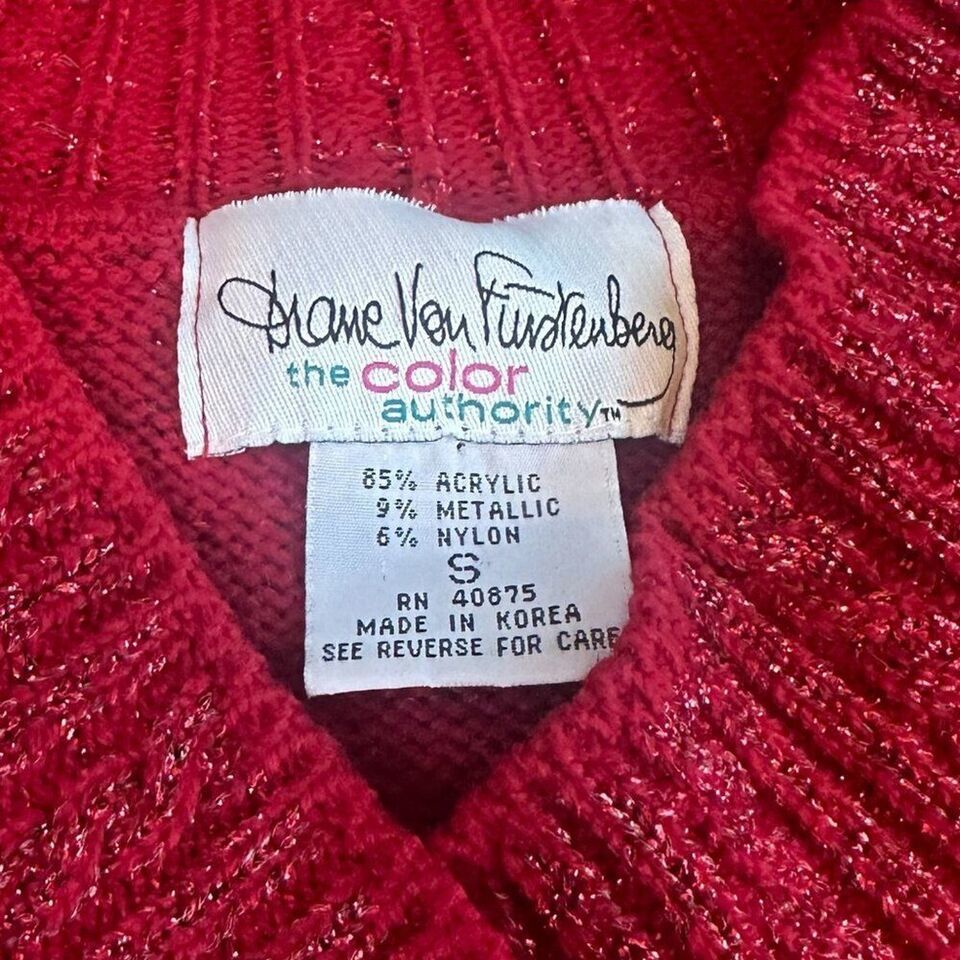 Diane Von Furstenberg
the color
authority™
85% ACRYLIC
9% METALLIC
6% NYLON
S
RN 40875
MADE IN KOREA
SEE REVERSE FOR CARE